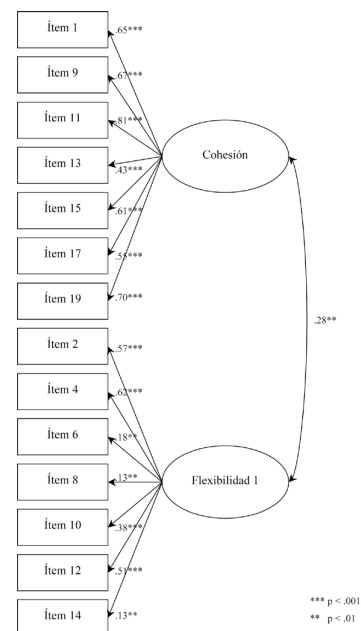 Ítem 1
.65***
Ítem 9
.67***
Ítem 11
.81***
Cohesión
Ítem 13
.43***
Ítem 15
.61***
Ítem 17
.55***
Ítem 19
.70***
.28**
Ítem 2
.57***
Ítem 4
.62***
Ítem 6
.18**
Ítem 8
.13**
Flexibilidad 1
Ítem 10
.38***
Ítem 12
.51***
Ítem 14
.13**
*** p < .001
** p < .01